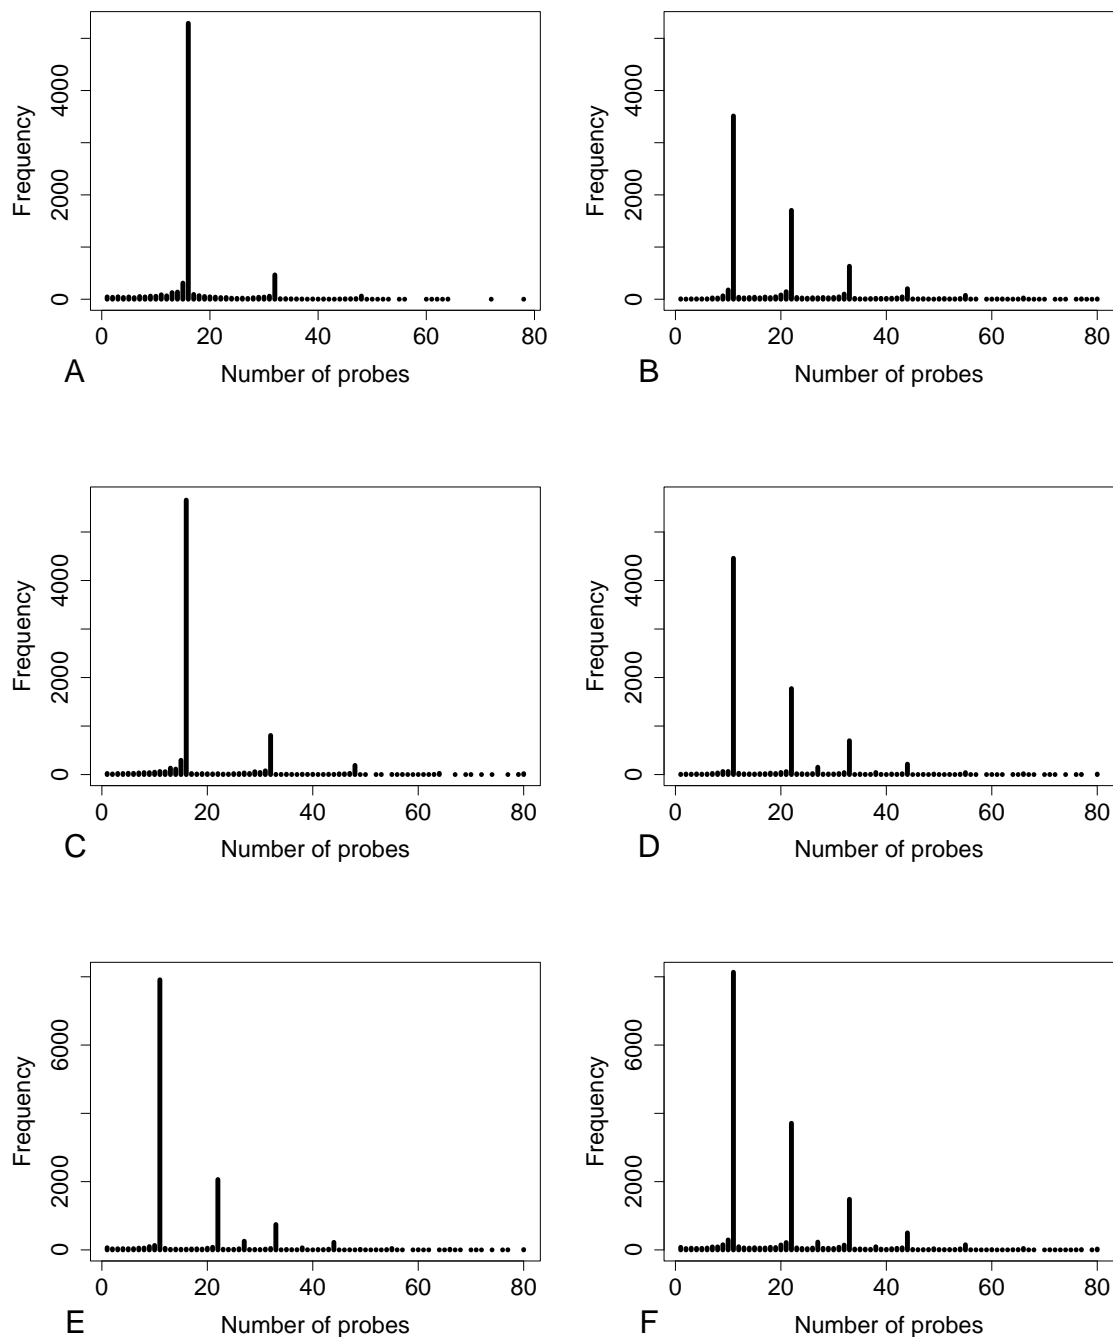 Frequency
0 2000 4000
0 20 40 60 80
A Number of probes
Frequency
0 2000 4000
0 20 40 60 80
B Number of probes
Frequency
0 2000 4000
0 20 40 60 80
C Number of probes
Frequency
0 2000 4000
0 20 40 60 80
D Number of probes
Frequency
0 2000 6000
0 20 40 60 80
E Number of probes
Frequency
0 2000 6000
0 20 40 60 80
F Number of probes